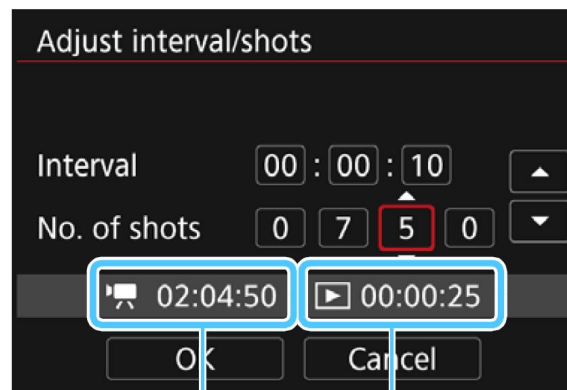 Adjust interval/shots
Interval 00 : 00 : 10
No. of shots 0 7 5 0
02:04:50 00:00:25
OK Cancel